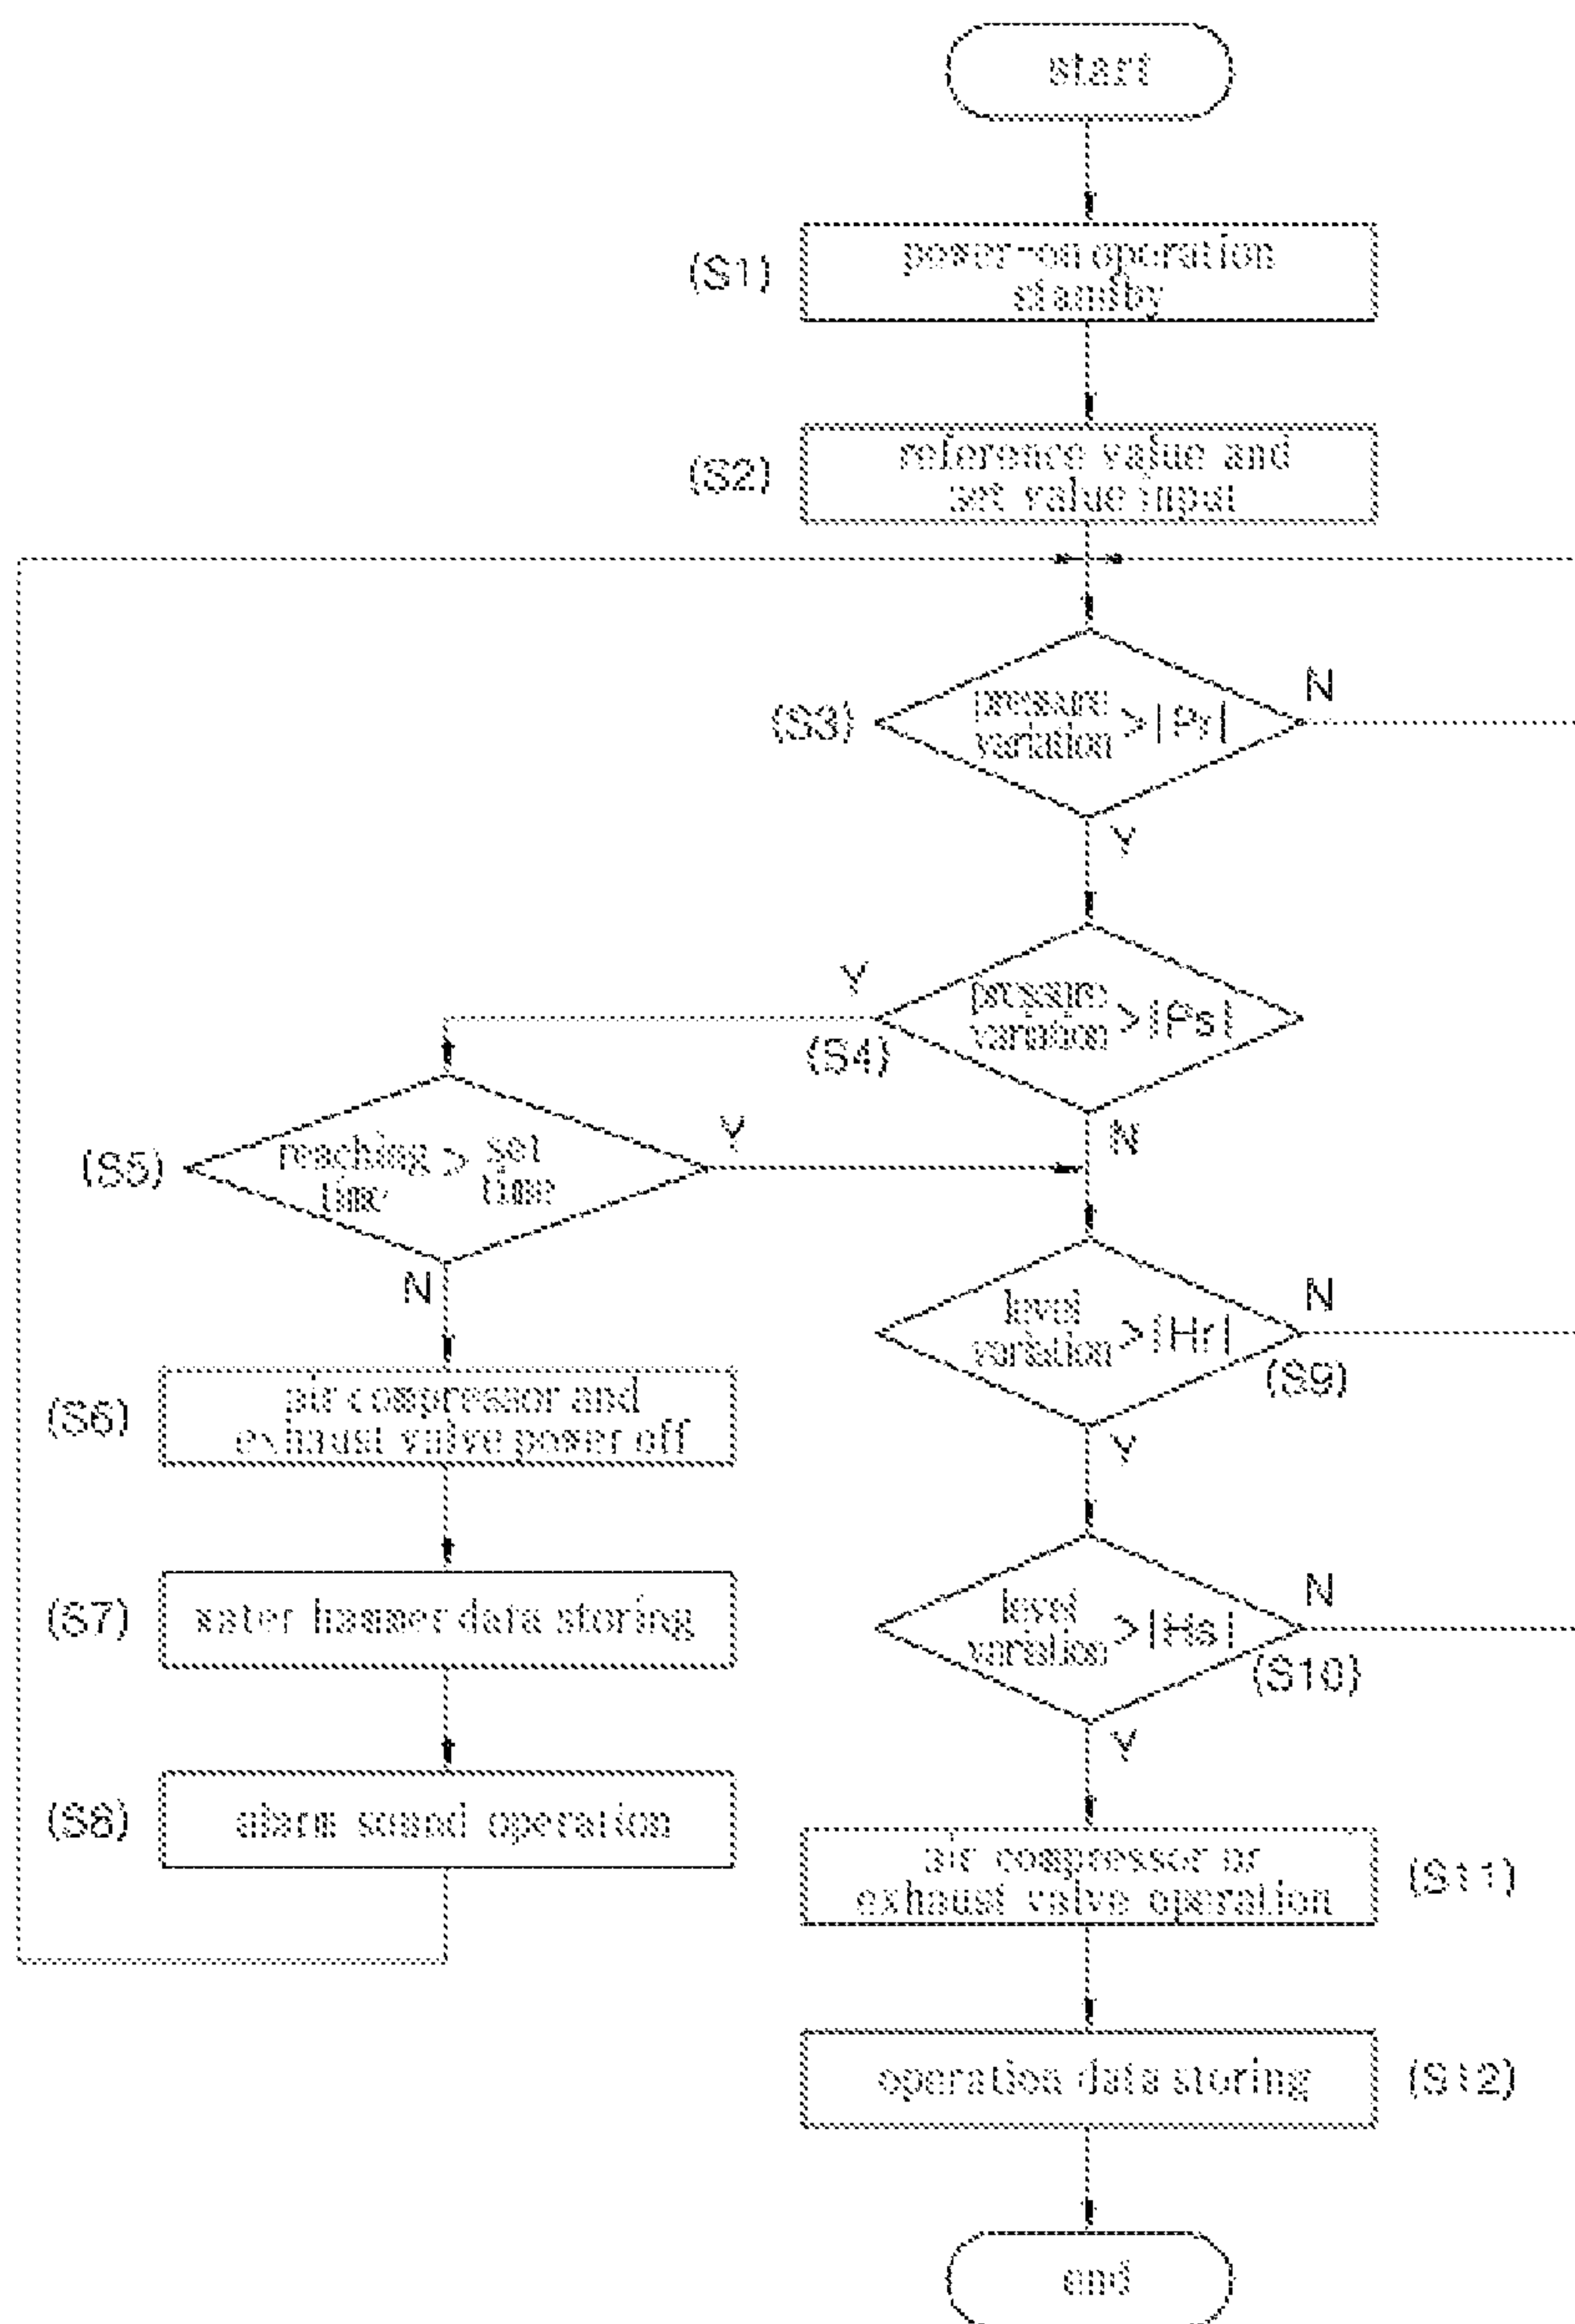 start
(S1)
power-on operation
standby
(S2)
reference value and
set value input
(S3)
pressure
variation
>|Pr|
N
Y
(S4)
pressure
variation
>|Ps|
Y
N
(S5)
reaching
time
>
set
time
Y
N
(S6)
air compressor and
exhaust valve power off
(S7)
water hammer data storing
(S8)
alarm sound operation
level
variation
>|Hr|
N
(S9)
Y
level
variation
>|Hs|
N
(S10)
Y
air compressor or
exhaust valve operation
(S11)
operation data storing
(S12)
end